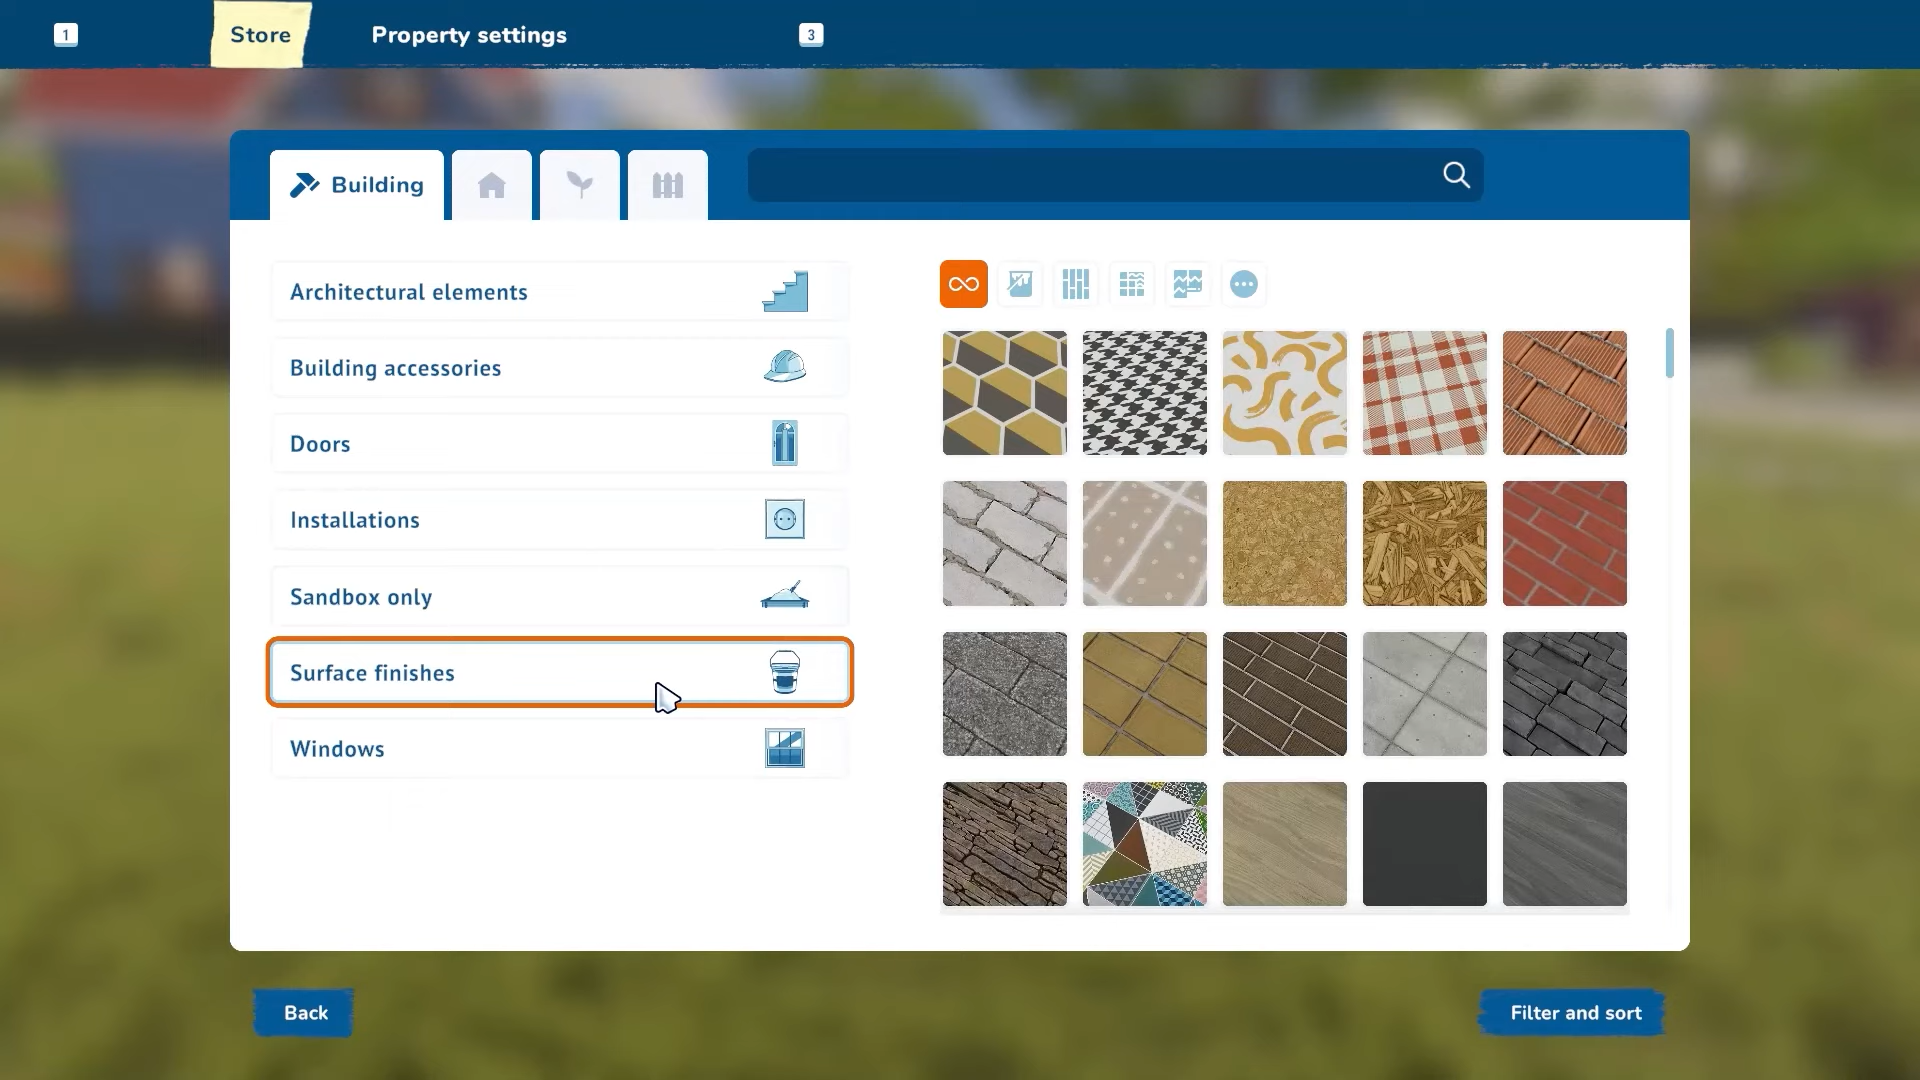 1
Store
Property settings
3
Building
Architectural elements
Building accessories
Doors
Installations
Sandbox only
Surface finishes
Windows
Back
Filter and sort